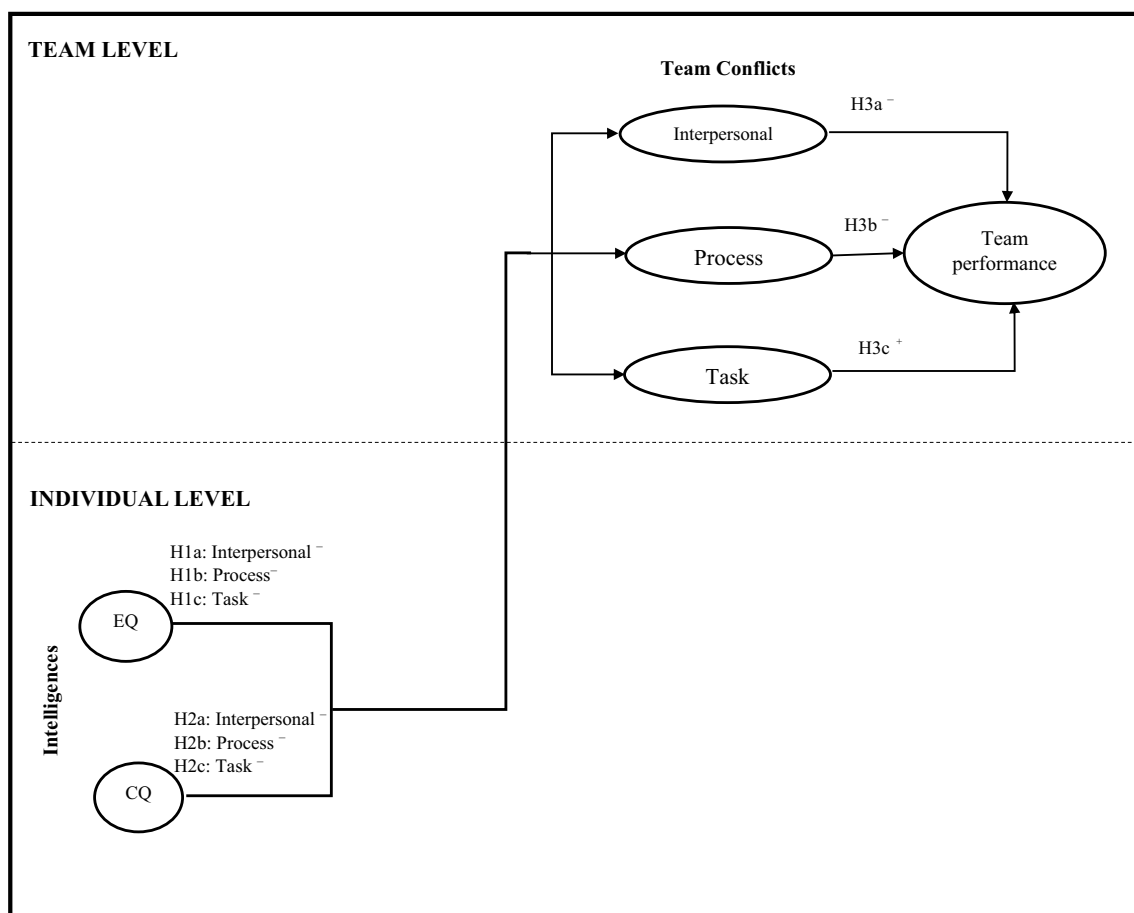 TEAM LEVEL
Team Conflicts
H3a −
Interpersonal
H3b −
Process
Team
performance
H3c +
Task
INDIVIDUAL LEVEL
H1a: Interpersonal −
H1b: Process−
H1c: Task −
EQ
Intelligences
H2a: Interpersonal −
H2b: Process −
H2c: Task −
CQ